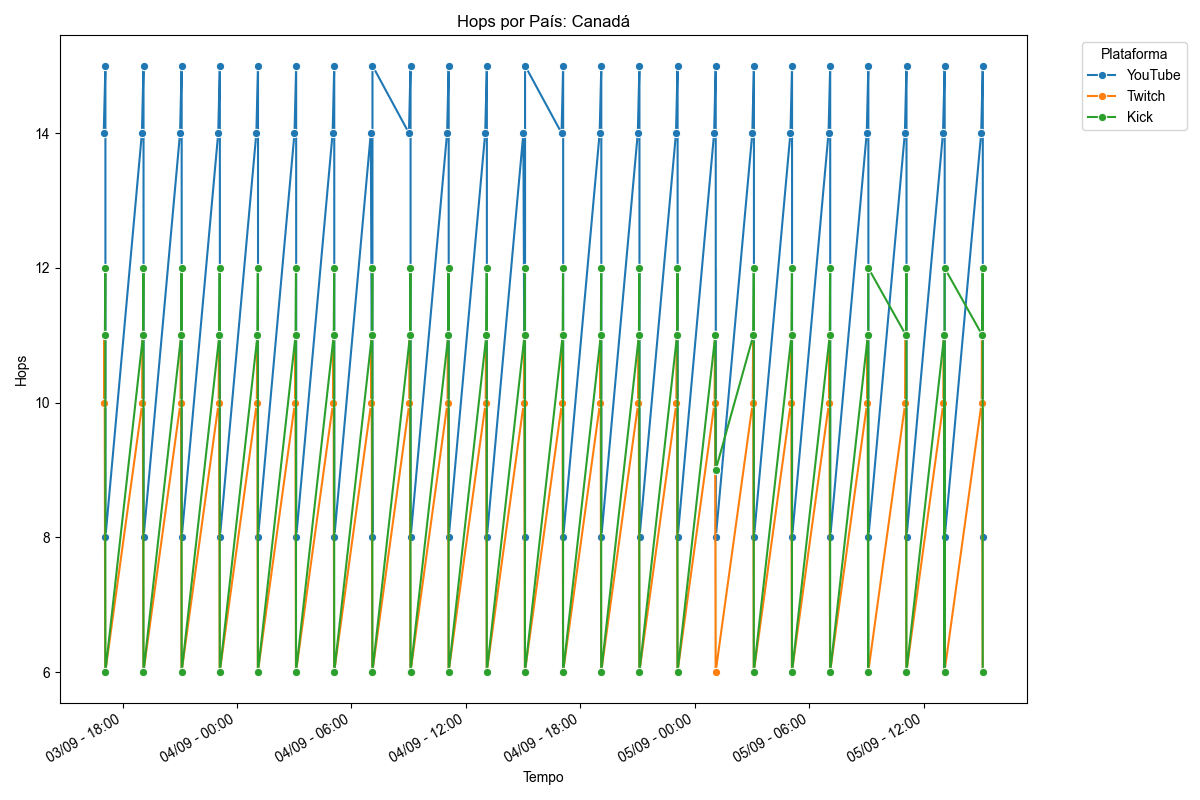 Hops por País: Canadá
Plataforma
YouTube
Twitch
Kick
Hops
14
12
10
8
6
03/09 - 18:00
04/09 - 00:00
04/09 - 06:00
04/09 - 12:00
04/09 - 18:00
05/09 - 00:00
05/09 - 06:00
05/09 - 12:00
Tempo